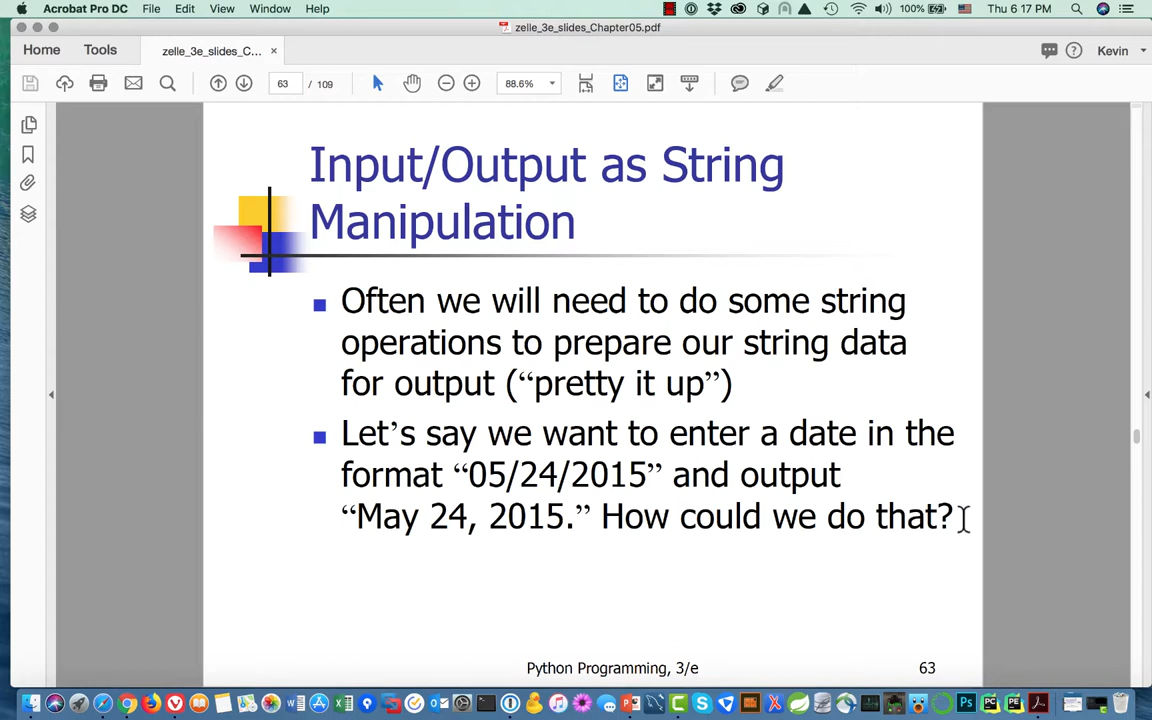 Acrobat Pro DC File Edit View Window Help 100% Thu 6:17 PM
zelle_3e_slides_Chapter05.pdf
Home Tools zelle_3e_slides_C... × Kevin
63 / 109 88.6%
Input/Output as String
Manipulation
Often we will need to do some string
operations to prepare our string data
for output (“pretty it up”)
Let’s say we want to enter a date in the
format “05/24/2015” and output
“May 24, 2015.” How could we do that?
Python Programming, 3/e 63